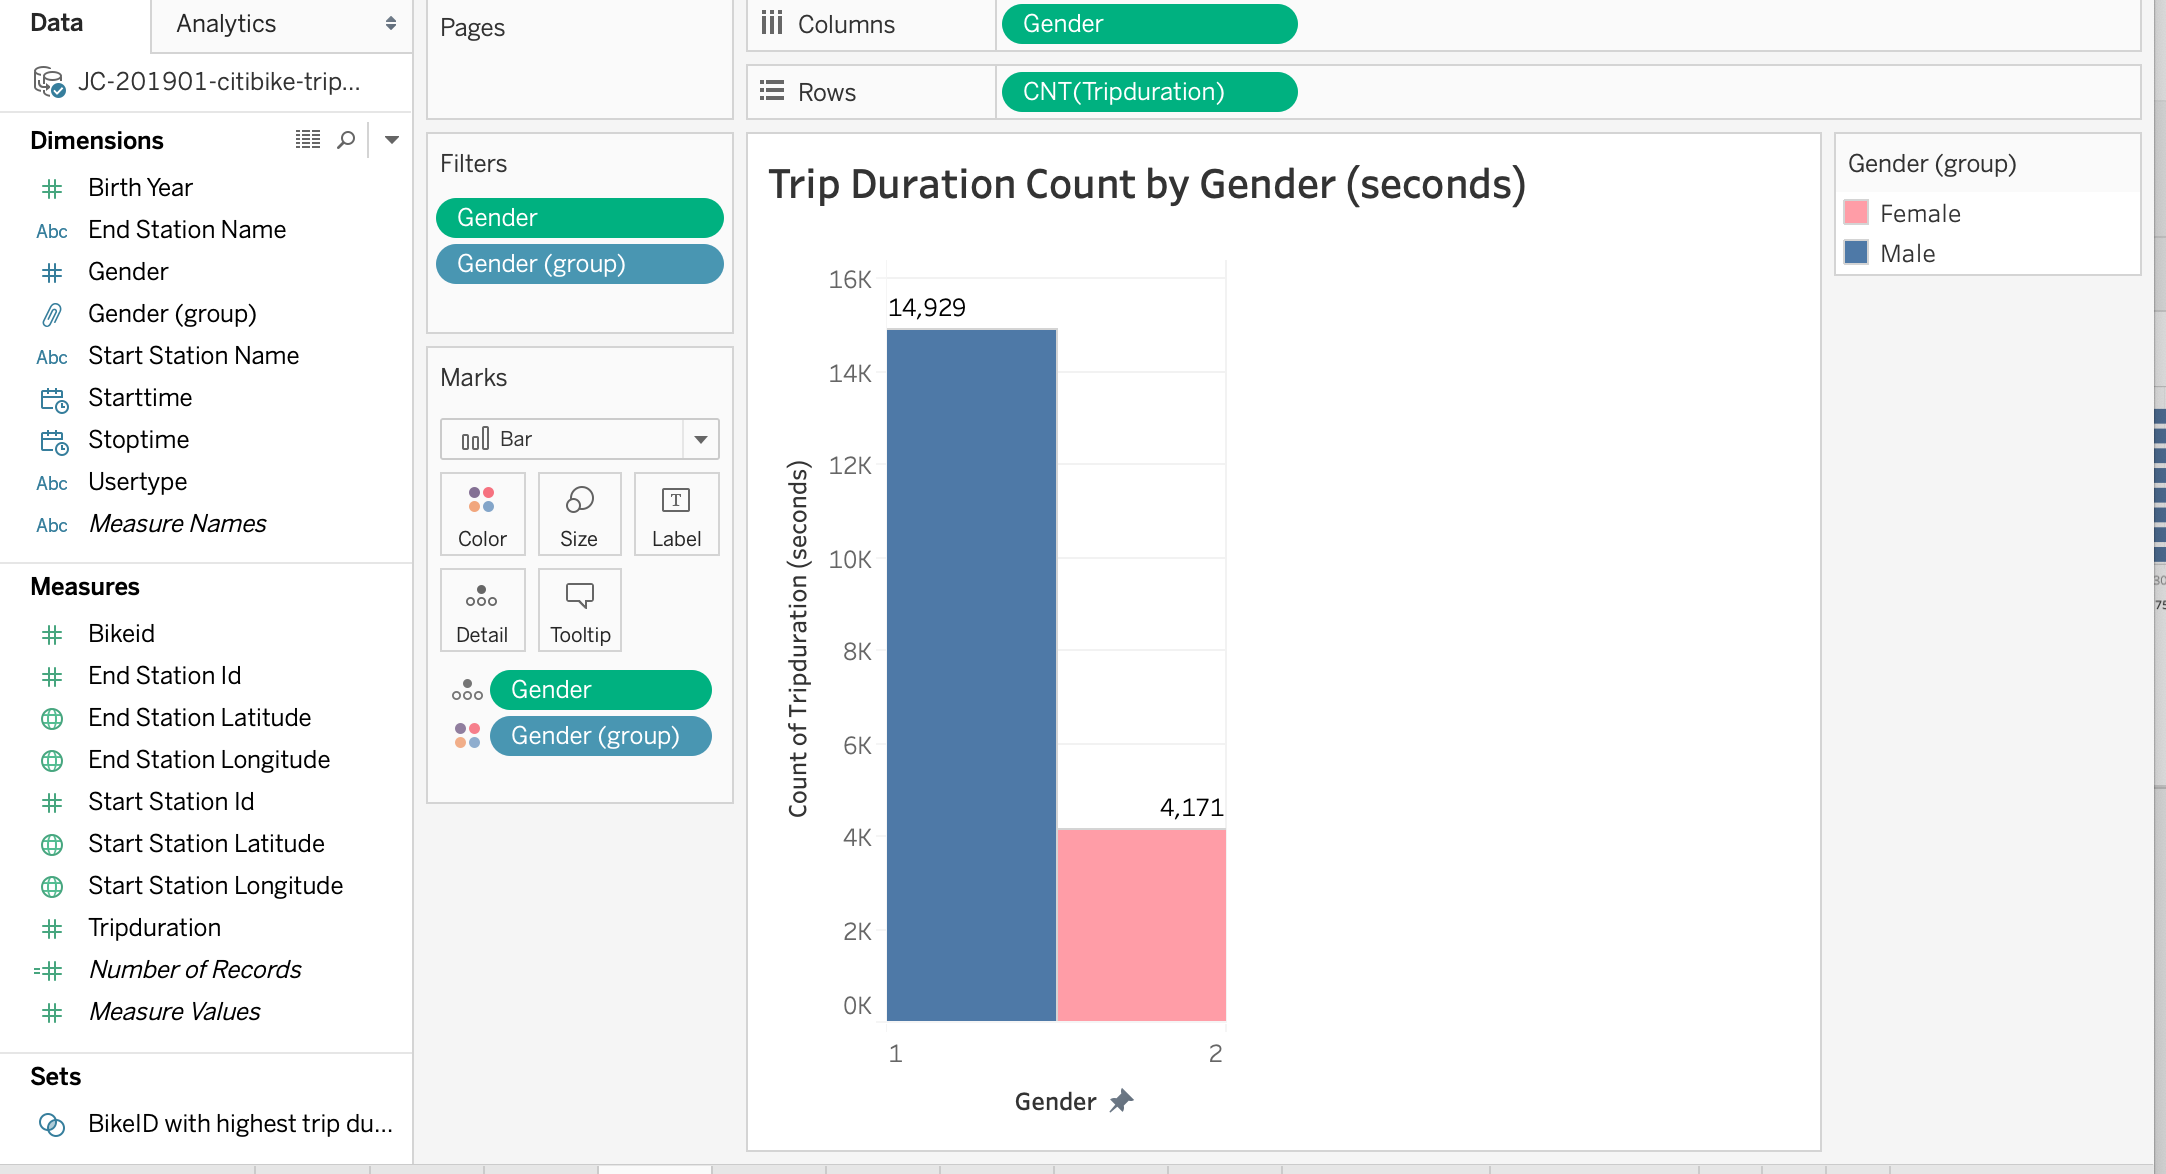 Data
Analytics
JC-201901-citibike-trip...
Dimensions
Birth Year
Abc End Station Name
Gender
Gender (group)
Abc Start Station Name
Starttime
Stoptime
Abc Usertype
Abc Measure Names
Measures
Bikeid
End Station Id
End Station Latitude
End Station Longitude
Start Station Id
Start Station Latitude
Start Station Longitude
Tripduration
Number of Records
Measure Values
Sets
BikeID with highest trip du...
Pages
Filters
Gender
Gender (group)
Marks
Bar
Color Size Label
Detail Tooltip
Gender
Gender (group)
Columns Gender
Rows CNT(Tripduration)
Trip Duration Count by Gender (seconds)
16K
14K
12K
10K
8K
6K
4K
2K
0K
Count of Tripduration (seconds)
14,929
4,171
1 2
Gender
Gender (group)
Female
Male